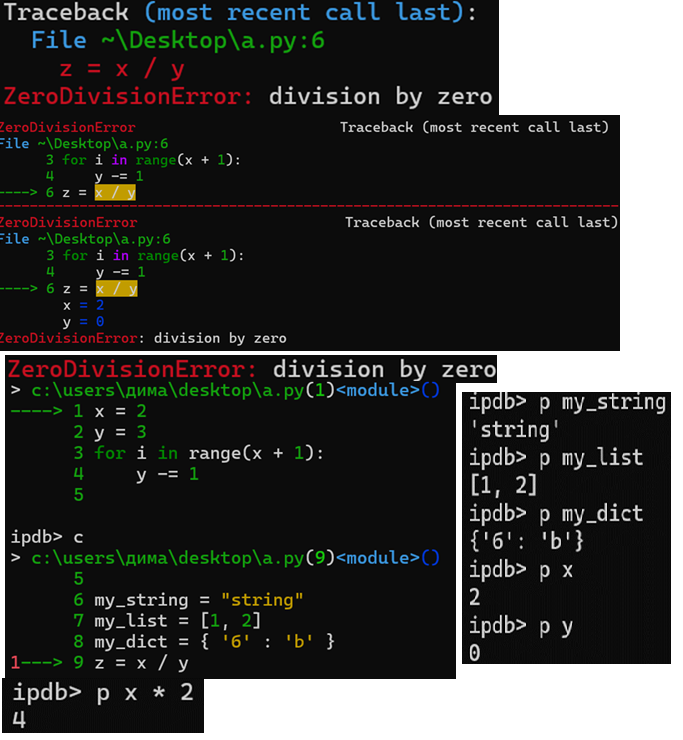 Traceback (most recent call last):
File ~\Desktop\a.py:6
z = x / y
ZeroDivisionError: division by zero
ZeroDivisionError Traceback (most recent call last)
File ~\Desktop\a.py:6
3 for i in range(x + 1):
4 y -= 1
----> 6 z = x / y
ZeroDivisionError Traceback (most recent call last)
File ~\Desktop\a.py:6
3 for i in range(x + 1):
4 y -= 1
----> 6 z = x / y
x = 2
y = 0
ZeroDivisionError: division by zero
ZeroDivisionError: division by zero
> c:\users\дима\desktop\a.py(1)<module>()
----> 1 x = 2
2 y = 3
3 for i in range(x + 1):
4 y -= 1
5
ipdb> c
> c:\users\дима\desktop\a.py(9)<module>()
5
6 my_string = "string"
7 my_list = [1, 2]
8 my_dict = { '6' : 'b' }
1---> 9 z = x / y
ipdb> p my_string
'string'
ipdb> p my_list
[1, 2]
ipdb> p my_dict
{'6': 'b'}
ipdb> p x
2
ipdb> p y
0
ipdb> p x * 2
4